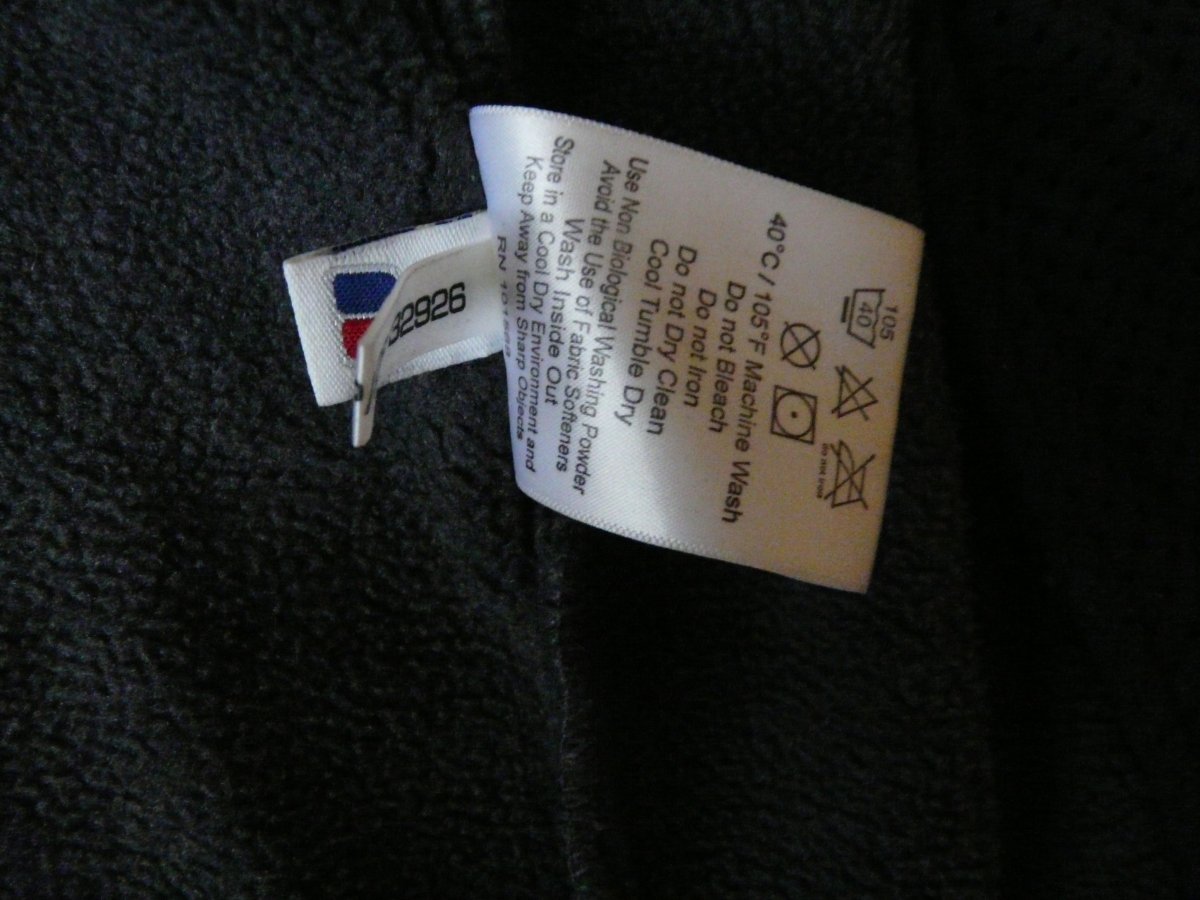 105
40
40°C / 105°F Machine Wash
Do not Bleach
Do not Iron
Do not Dry Clean
Cool Tumble Dry
Use Non Biological Washing Powder
Avoid the Use of Fabric Softeners
Wash Inside Out
Store in a Cool Dry Environment and
Keep Away from Sharp Objects
RN
32926